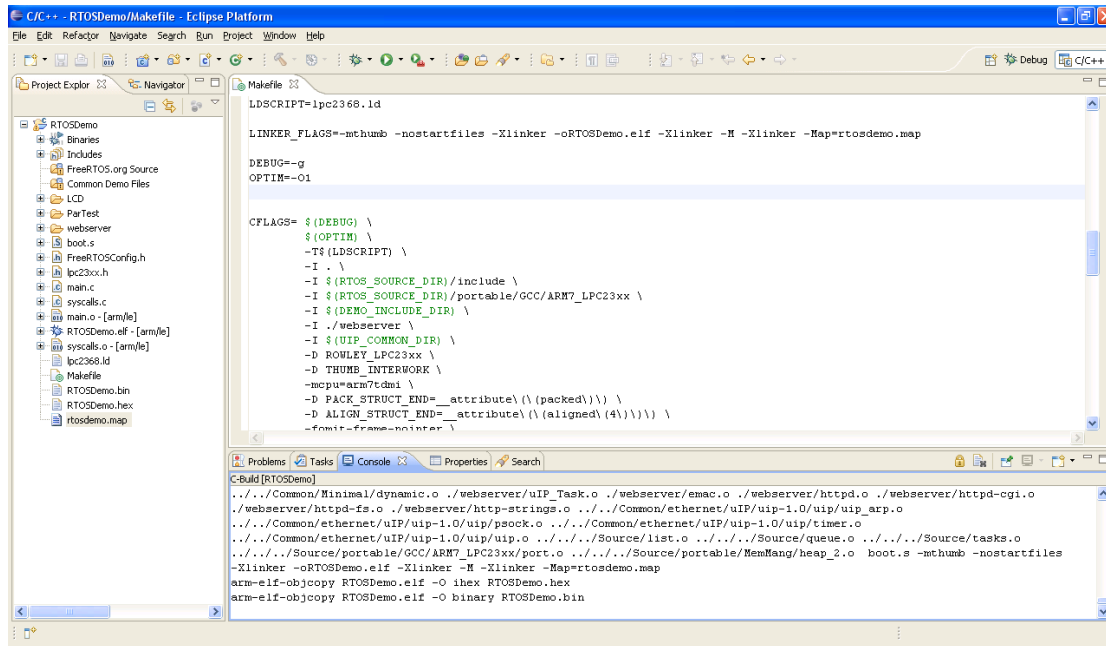 C/C++ - RTOSDemo/Makefile - Eclipse Platform
File Edit Refactor Navigate Search Run Project Window Help
Debug C/C++
Project Explor Navigator
RTOSDemo
Binaries
Includes
FreeRTOS.org Source
Common Demo Files
LCD
ParTest
webserver
boot.s
FreeRTOSConfig.h
lpc23xx.h
main.c
syscalls.c
main.o - [arm/le]
RTOSDemo.elf - [arm/le]
syscalls.o - [arm/le]
lpc2368.ld
Makefile
RTOSDemo.bin
RTOSDemo.hex
rtosdemo.map
Makefile
LDSCRIPT=lpc2368.ld
LINKER_FLAGS=-mthumb -nostartfiles -Xlinker -oRTOSDemo.elf -Xlinker -M -Xlinker -Map=rtosdemo.map
DEBUG=-g
OPTIM=-O1
CFLAGS= $(DEBUG) \
$(OPTIM) \
-T$(LDSCRIPT) \
-I . \
-I $(RTOS_SOURCE_DIR)/include \
-I $(RTOS_SOURCE_DIR)/portable/GCC/ARM7_LPC23xx \
-I $(DEMO_INCLUDE_DIR) \
-I ./webserver \
-I $(UIP_COMMON_DIR) \
-D ROWLEY_LPC23xx \
-D THUMB_INTERWORK \
-mcpu=arm7tdmi \
-D PACK_STRUCT_END=__attribute\(\(packed\)\) \
-D ALIGN_STRUCT_END=__attribute\(\(aligned\(4\)\)\) \
-fomit-frame-pointer \
Problems Tasks Console Properties Search
C-Build [RTOSDemo]
../../Common/Minimal/dynamic.o ./webserver/uIP_Task.o ./webserver/emac.o ./webserver/httpd.o ./webserver/httpd-cgi.o
./webserver/httpd-fs.o ./webserver/http-strings.o ../../Common/ethernet/uIP/uip-1.0/uip/uip_arp.o
../../Common/ethernet/uIP/uip-1.0/uip/psock.o ../../Common/ethernet/uIP/uip-1.0/uip/timer.o
../../Common/ethernet/uIP/uip-1.0/uip/uip.o ../../../Source/list.o ../../../Source/queue.o ../../../Source/tasks.o
../../../Source/portable/GCC/ARM7_LPC23xx/port.o ../../../Source/portable/MemMang/heap_2.o boot.s -mthumb -nostartfiles
-Xlinker -oRTOSDemo.elf -Xlinker -M -Xlinker -Map=rtosdemo.map
arm-elf-objcopy RTOSDemo.elf -O ihex RTOSDemo.hex
arm-elf-objcopy RTOSDemo.elf -O binary RTOSDemo.bin